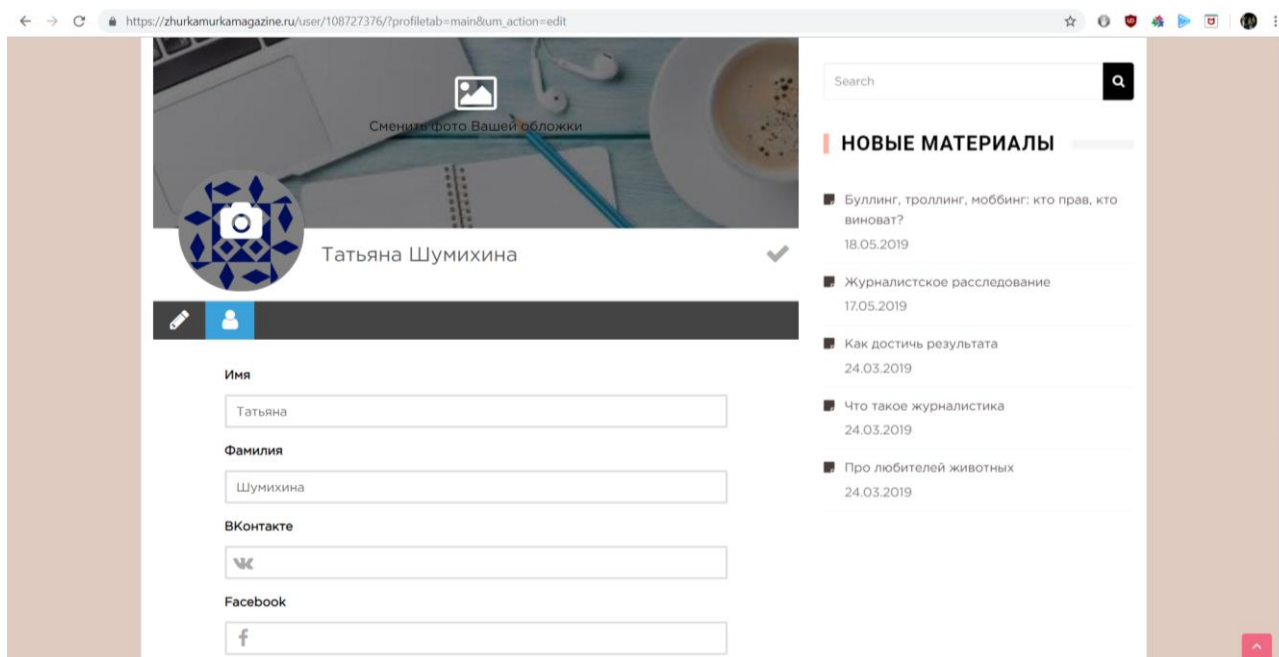 https://zhurkamurkamagazine.ru/user/108727376/?profiletab=main&um_action=edit
Сменить фото Вашей обложки
Татьяна Шумихина
Имя
Татьяна
Фамилия
Шумихина
ВКонтакте
Facebook
Search
НОВЫЕ МАТЕРИАЛЫ
Буллинг, троллинг, моббинг: кто прав, кто
виноват?
18.05.2019
Журналистское расследование
17.05.2019
Как достичь результата
24.03.2019
Что такое журналистика
24.03.2019
Про любителей животных
24.03.2019